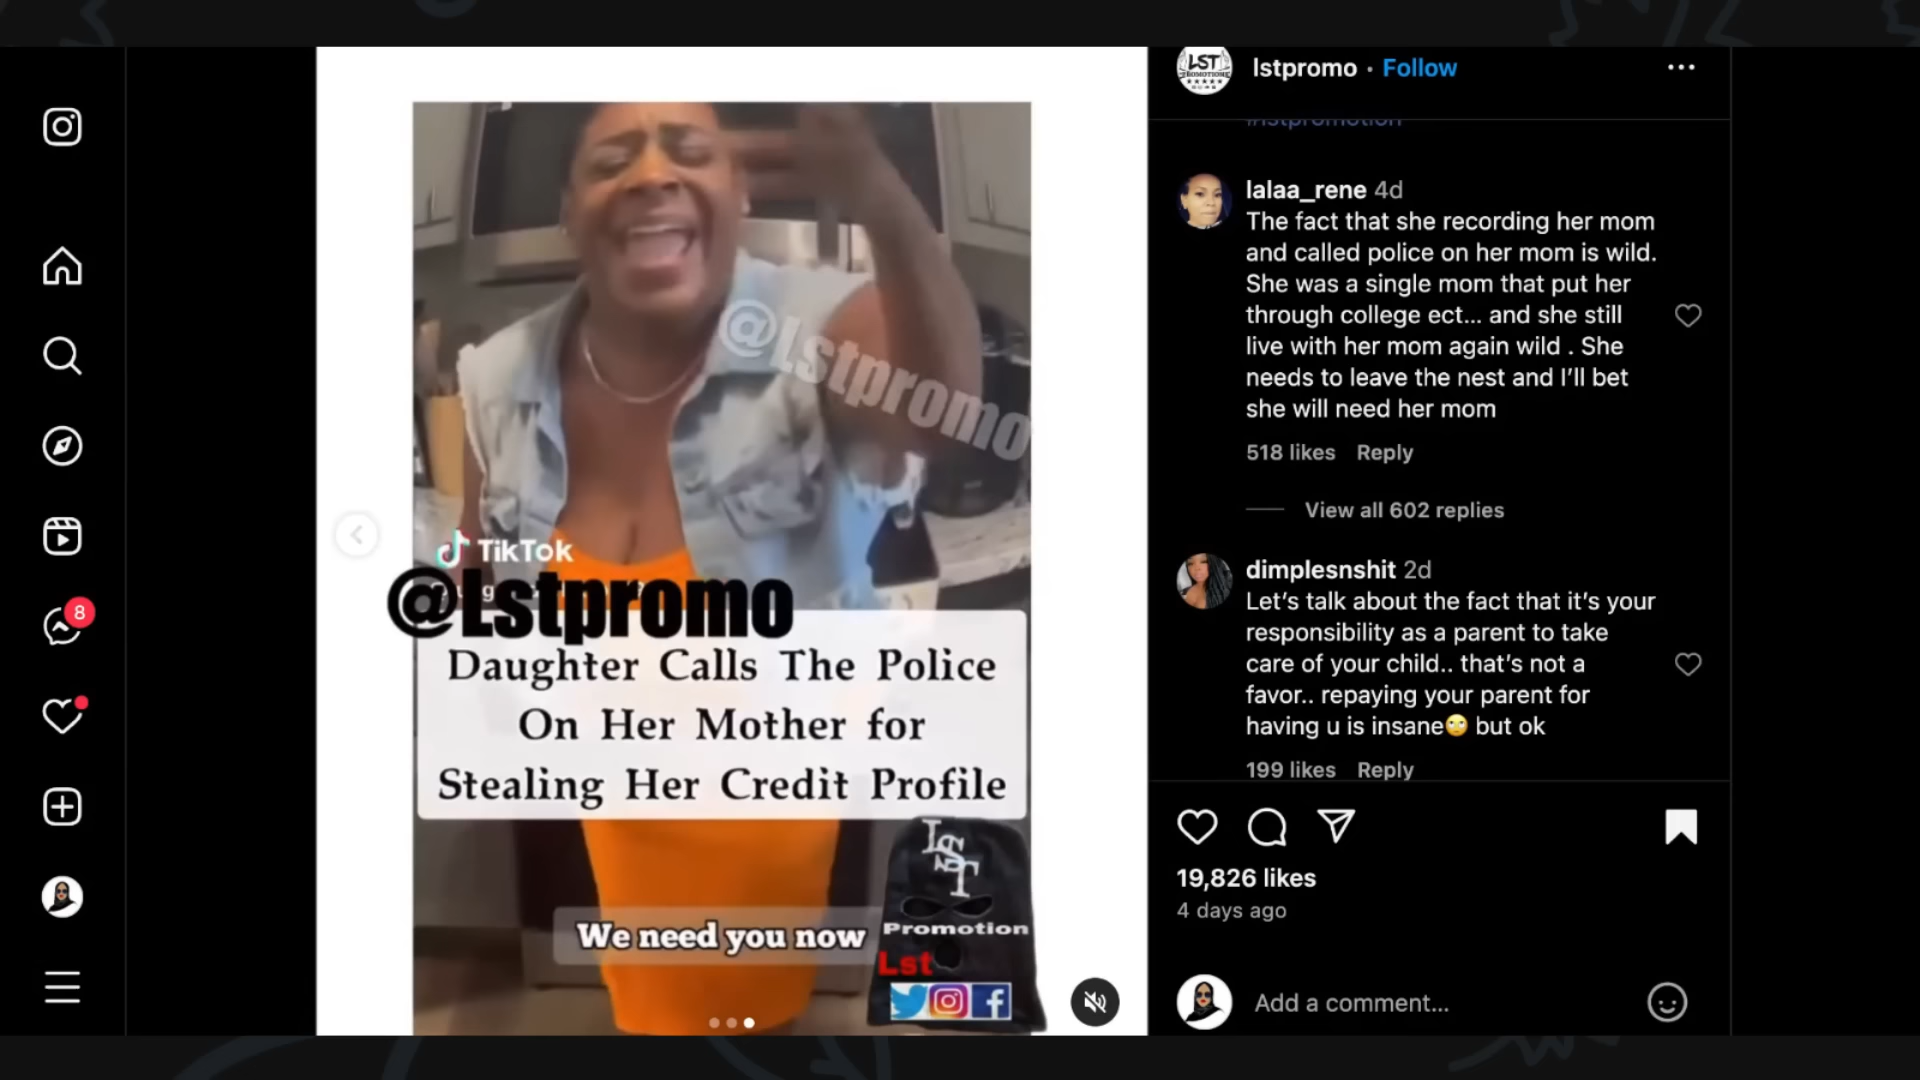 LST
PROMOTIONS
lstpromo • Follow
#lstpromotion
lalaa_rene 4d
The fact that she recording her mom
and called police on her mom is wild.
She was a single mom that put her
through college ect... and she still
live with her mom again wild . She
needs to leave the nest and I'll bet
she will need her mom
518 likes Reply
View all 602 replies
dimplesnshit 2d
Let's talk about the fact that it's your
responsibility as a parent to take
care of your child.. that's not a
favor.. repaying your parent for
having u is insane🙄 but ok
199 likes Reply
19,826 likes
4 days ago
Add a comment...
8
@Lstpromo
TikTok
@Lstpromo
Daughter Calls The Police
On Her Mother for
Stealing Her Credit Profile
We need you now
LST
Promotion
Lst